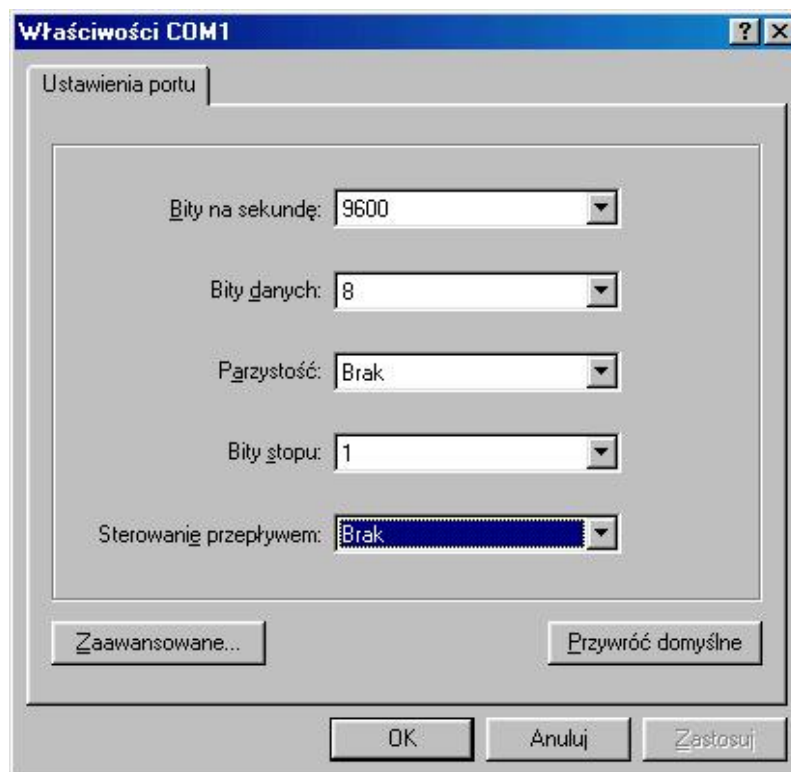 Właściwości COM1
Ustawienia portu
Bity na sekundę: 9600
Bity danych: 8
Parzystość: Brak
Bity stopu: 1
Sterowanie przepływem: Brak
Zaawansowane... Przywróć domyślne
OK Anuluj Zastosuj